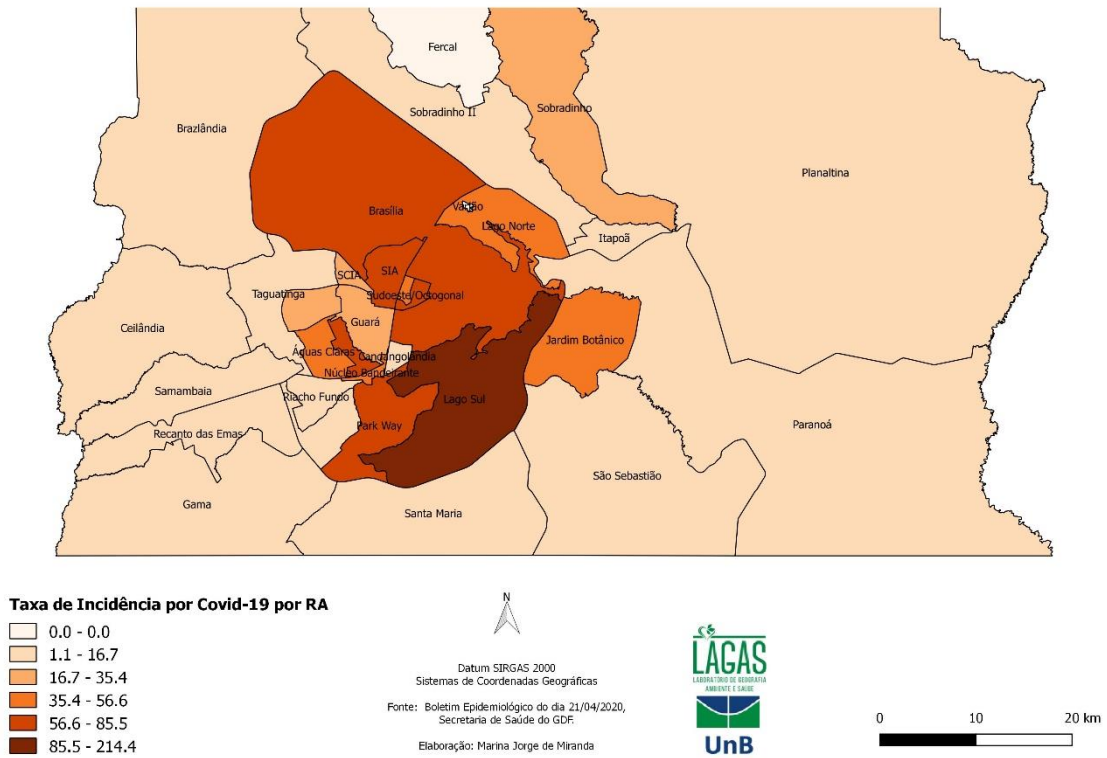 Fercal
Sobradinho II
Sobradinho
Brazlândia
Planaltina
Brasília
Varjão
Lago Norte
Itapoã
SCIA
SIA
Taguatinga
Sudoeste/Octogonal
Guará
Ceilândia
Jardim Botânico
Águas Claras
Candangolândia
Núcleo Bandeirante
Samambaia
Riacho Fundo
Lago Sul
Park Way
Paranoá
Recanto das Emas
São Sebastião
Gama
Santa Maria
Taxa de Incidência por Covid-19 por RA
0.0 - 0.0
1.1 - 16.7
16.7 - 35.4
35.4 - 56.6
56.6 - 85.5
85.5 - 214.4
N
Datum SIRGAS 2000
Sistemas de Coordenadas Geográficas
Fonte: Boletim Epidemiológico do dia 21/04/2020,
Secretaria de Saúde do GDF.
Elaboração: Marina Jorge de Miranda
LAGAS
LABORATÓRIO DE GEOGRAFIA
AMBIENTE E SAÚDE
UnB
0 10 20 km